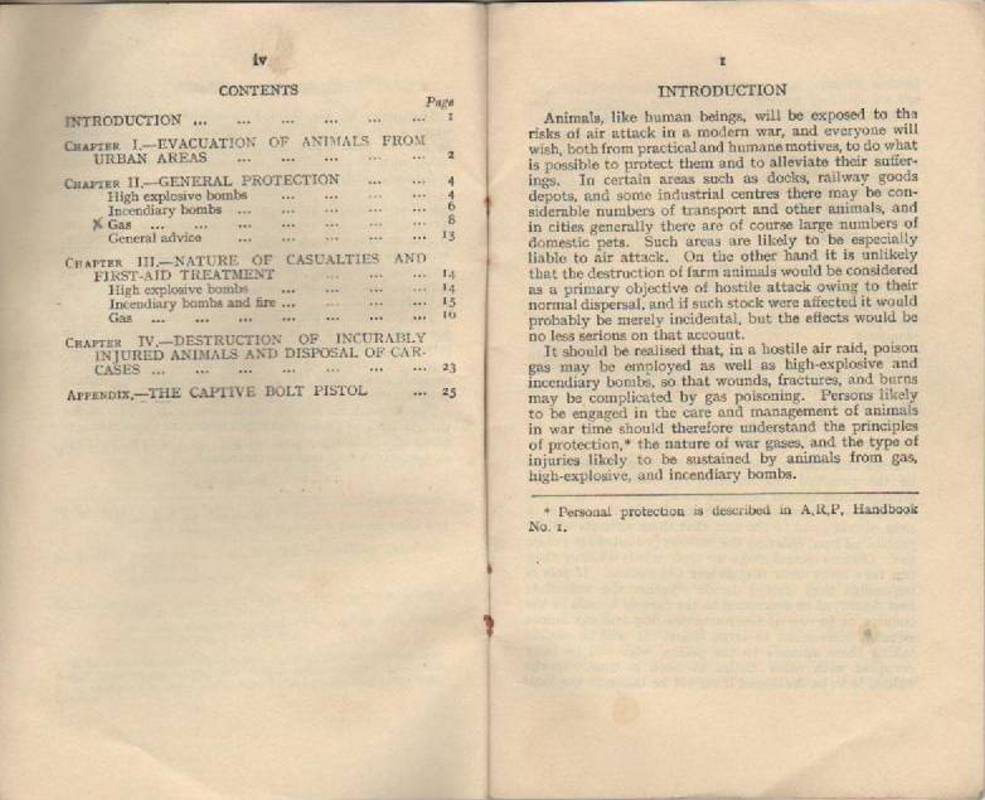 iv
CONTENTS
Page
INTRODUCTION ... ... ... ... ... ... 1
CHAPTER I.—EVACUATION OF ANIMALS FROM
URBAN AREAS ... ... ... ... ... 2
CHAPTER II.—GENERAL PROTECTION ... ... 4
High explosive bombs ... ... ... ... 4
Incendiary bombs ... ... ... ... ... 6
Gas ... ... ... ... ... ... ... 8
General advice ... ... ... ... ... 13
CHAPTER III.—NATURE OF CASUALTIES AND
FIRST-AID TREATMENT ... ... ... 14
High explosive bombs ... ... ... ... 14
Incendiary bombs and fire ... ... ... ... 15
Gas ... ... ... ... ... ... ... 16
CHAPTER IV.—DESTRUCTION OF INCURABLY
INJURED ANIMALS AND DISPOSAL OF CAR-
CASES ... ... ... ... ... ... ... 23
APPENDIX.—THE CAPTIVE BOLT PISTOL ... 25
1
INTRODUCTION
Animals, like human beings, will be exposed to the
risks of air attack in a modern war, and everyone will
wish, both from practical and humane motives, to do what
is possible to protect them and to alleviate their suffer-
ings. In certain areas such as docks, railway goods
depots, and some industrial centres there may be con-
siderable numbers of transport and other animals, and
in cities generally there are of course large numbers of
domestic pets. Such areas are likely to be especially
liable to air attack. On the other hand it is unlikely
that the destruction of farm animals would be considered
as a primary objective of hostile attack owing to their
normal dispersal, and if such stock were affected it would
probably be merely incidental, but the effects would be
no less serious on that account.
It should be realised that, in a hostile air raid, poison
gas may be employed as well as high-explosive and
incendiary bombs, so that wounds, fractures, and burns
may be complicated by gas poisoning. Persons likely
to be engaged in the care and management of animals
in war time should therefore understand the principles
of protection,* the nature of war gases, and the type of
injuries likely to be sustained by animals from gas,
high-explosive, and incendiary bombs.
* Personal protection is described in A.R.P. Handbook
No. 1.